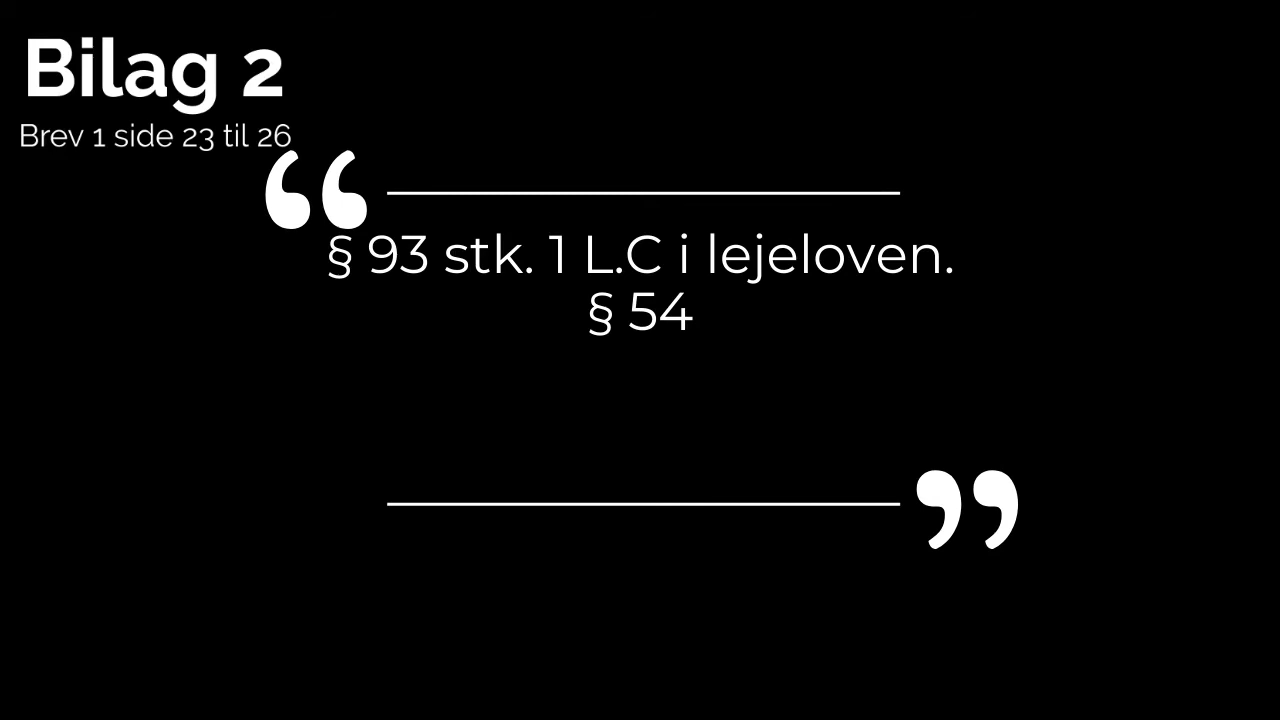 Bilag 2
Brev 1 side 23 til 26
“
§ 93 stk. 1 L.C i lejeloven.
§ 54
”